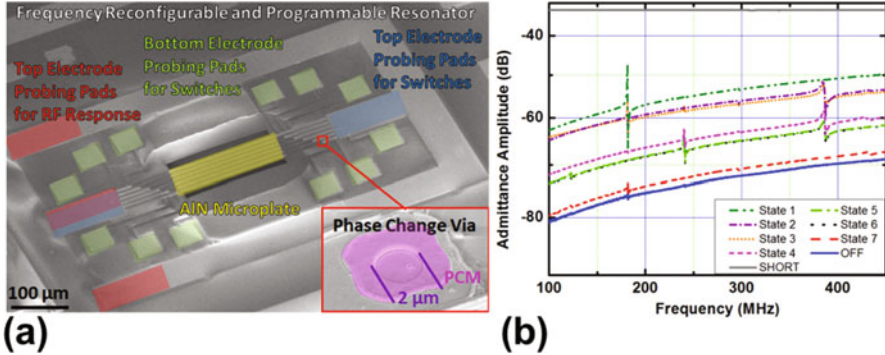 Frequency Reconfigurable and Programmable Resonator
Top Electrode
Probing Pads
for RF Response
Bottom Electrode
Probing Pads
for Switches
Top Electrode
Probing Pads
for Switches
AlN Microplate
Phase Change Via
PCM
2 µm
100 µm
(a)
Admittance Amplitude (dB)
-40
-60
-80
State 1
State 2
State 3
State 4
SHORT
State 5
State 6
State 7
OFF
100
200
300
400
Frequency (MHz)
(b)